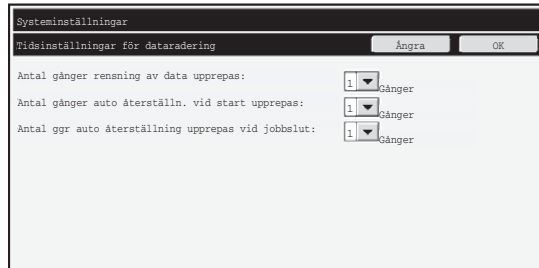 Systeminställningar
Tidsinställningar för dataradering Ångra OK
Antal gånger rensning av data upprepas: 1 Gånger
Antal gånger auto återställn. vid start upprepas: 1 Gånger
Antal ggr auto återställning upprepas vid jobbslut: 1 Gånger